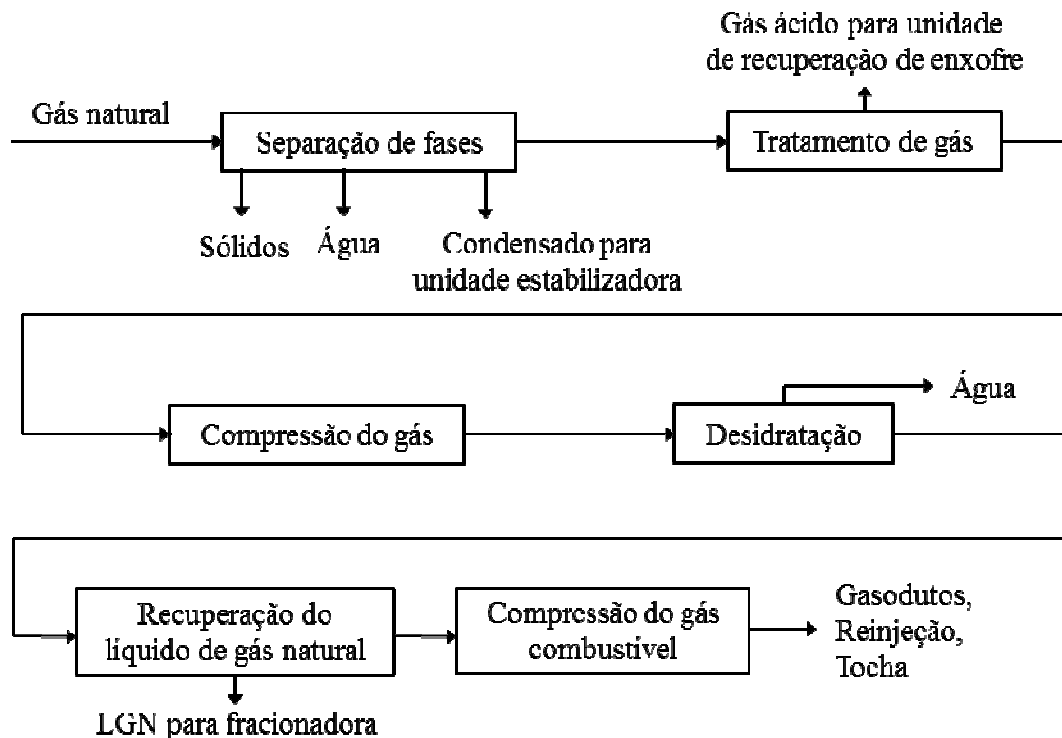 Gás ácido para unidade
de recuperação de enxofre
Gás natural
Separação de fases
Tratamento de gás
Sólidos
Água
Condensado para
unidade estabilizadora
Água
Compressão do gás
Desidratação
Recuperação do
líquido de gás natural
Compressão do gás
combustível
Gasodutos,
Reinjeção,
Tocha
LGN para fracionadora